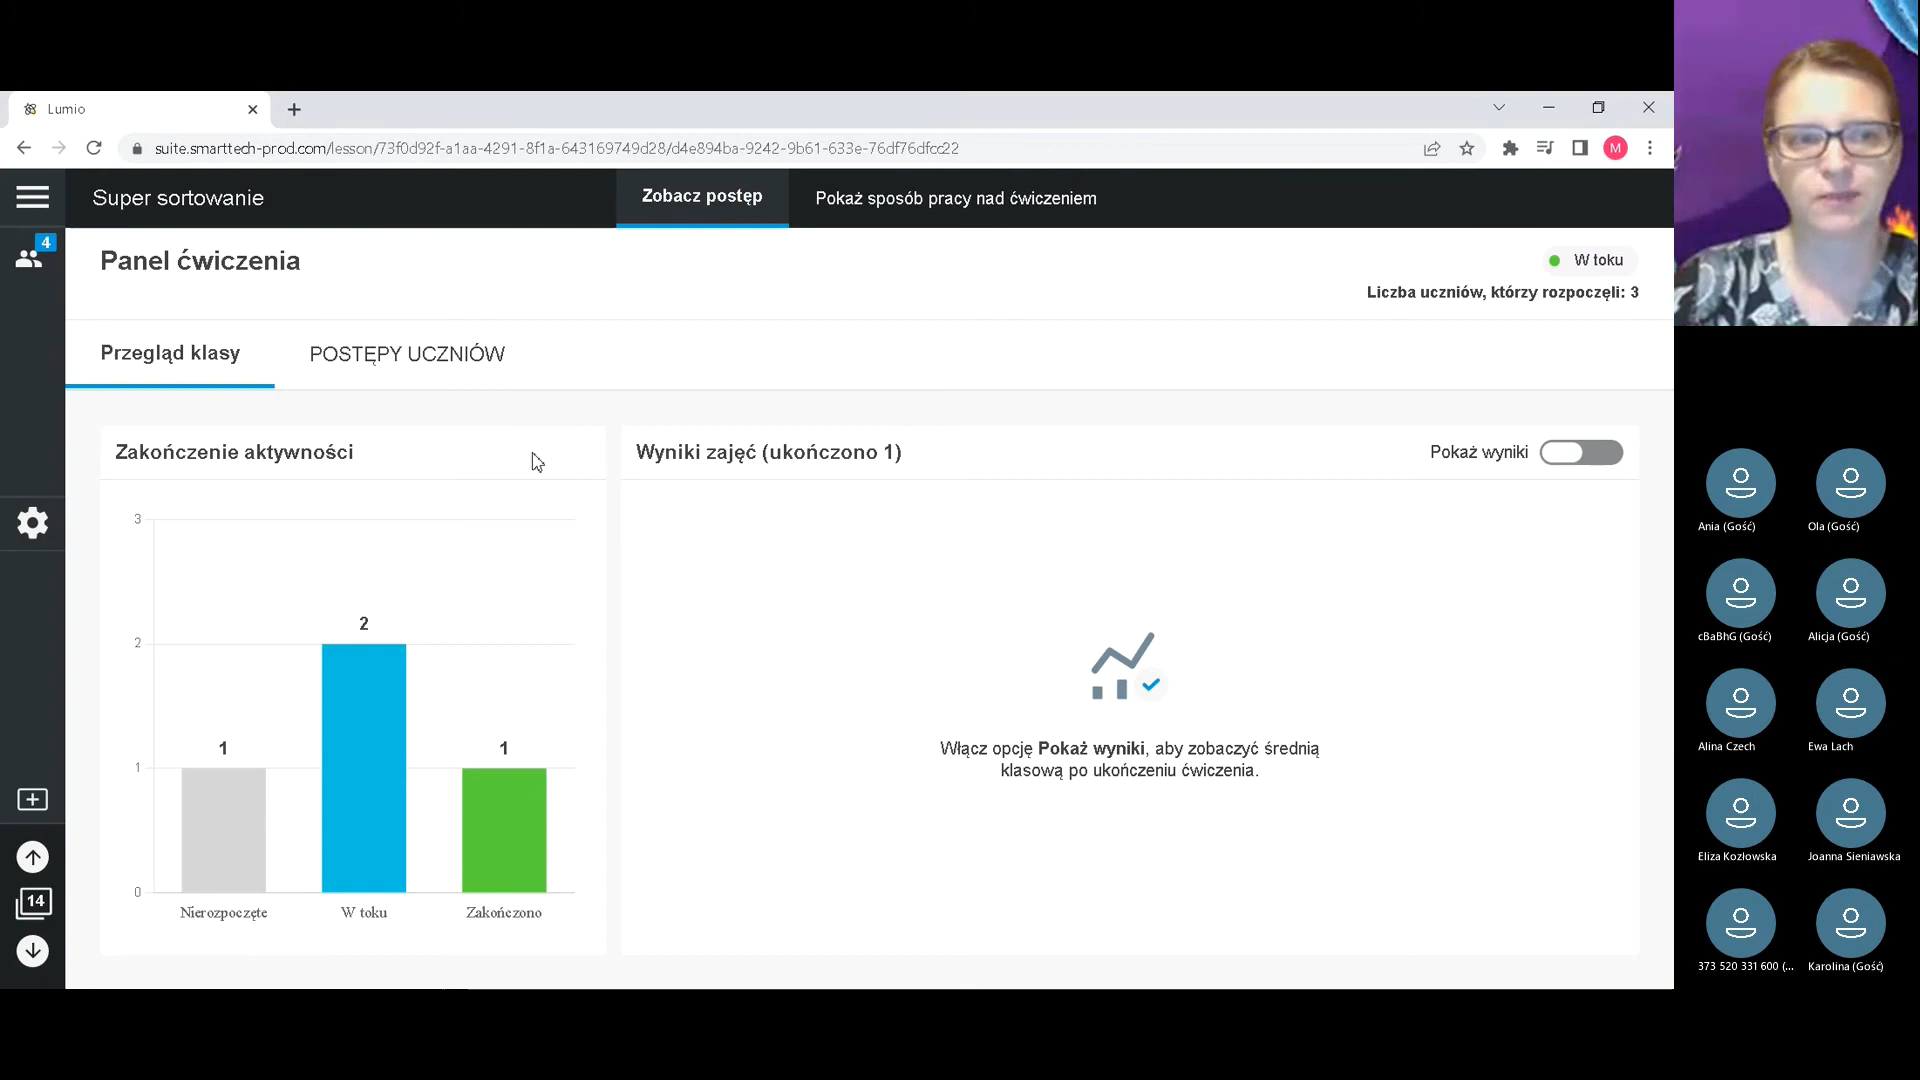 Lumio
suite.smarttech-prod.com/lesson/73f0d92f-a1aa-4291-8f1a-643169749d28/d4e894ba-9242-9b61-633e-76df76dfcc22
M
Super sortowanie
Zobacz postęp
Pokaż sposób pracy nad ćwiczeniem
4
Panel ćwiczenia
W toku
Liczba uczniów, którzy rozpoczęli: 3
Przegląd klasy
POSTĘPY UCZNIÓW
Zakończenie aktywności
3
2
1
0
1
2
1
Nierozpoczęte
W toku
Zakończono
Wyniki zajęć (ukończono 1)
Pokaż wyniki
Włącz opcję Pokaż wyniki, aby zobaczyć średnią
klasową po ukończeniu ćwiczenia.
14
Ania (Gość)
Ola (Gość)
cBaBhG (Gość)
Alicja (Gość)
Alina Czech
Ewa Lach
Eliza Kozłowska
Joanna Sieniawska
373 520 331 600 (...
Karolina (Gość)